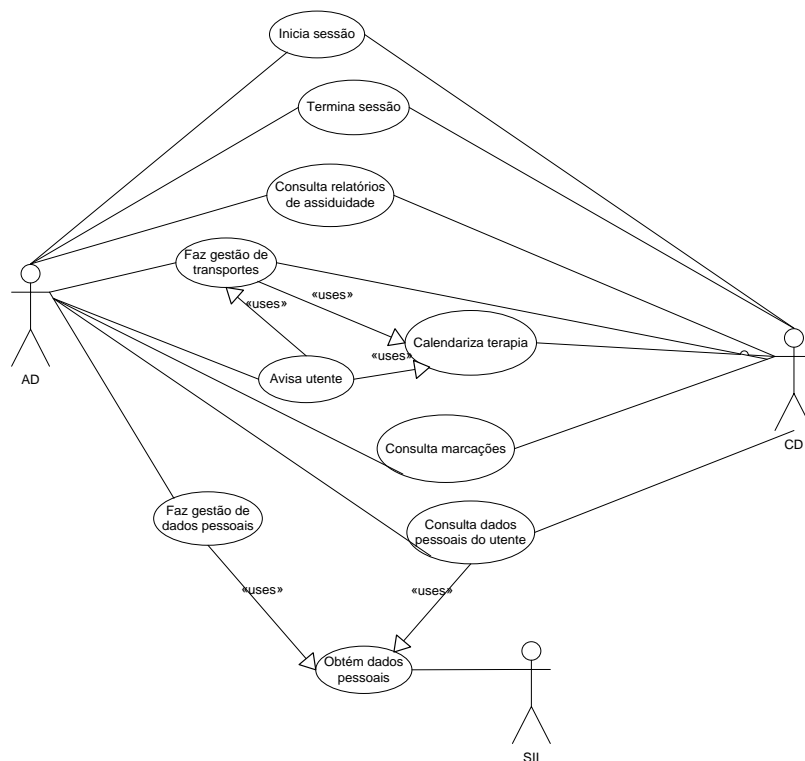 Inicia sessão
Termina sessão
Consulta relatórios
de assiduidade
Faz gestão de
transportes
«uses»
«uses»
AD
Calendariza terapia
«uses»
Avisa utente
CD
Consulta marcações
Faz gestão de
dados pessoais
Consulta dados
pessoais do utente
«uses»
«uses»
Obtém dados
pessoais